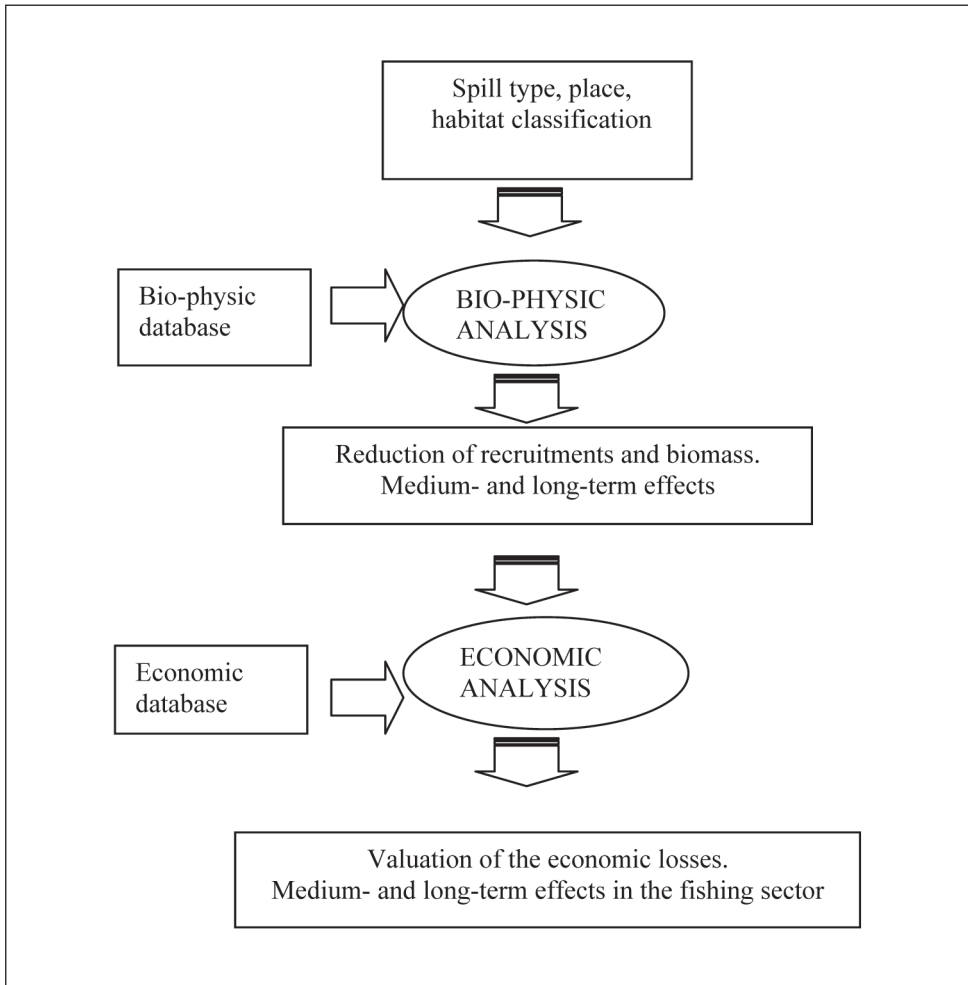 Spill type, place,
habitat classification
Bio-physic
database
BIO-PHYSIC
ANALYSIS
Reduction of recruitments and biomass.
Medium- and long-term effects
Economic
database
ECONOMIC
ANALYSIS
Valuation of the economic losses.
Medium- and long-term effects in the fishing sector